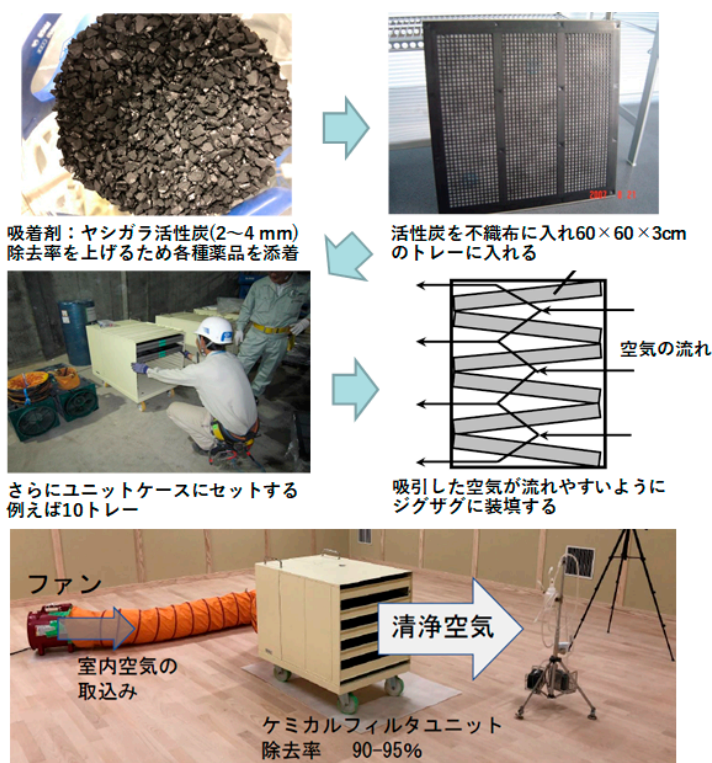 吸着剤：ヤシガラ活性炭(2～4 mm)
除去率を上げるため各種薬品を添着
活性炭を不織布に入れ60×60×3cm
のトレーに入れる
空気の流れ
さらにユニットケースにセットする
例えば10トレー
吸引した空気が流れやすいように
ジグザグに装填する
ファン
室内空気の
取込み
清浄空気
ケミカルフィルタユニット
除去率　90-95%